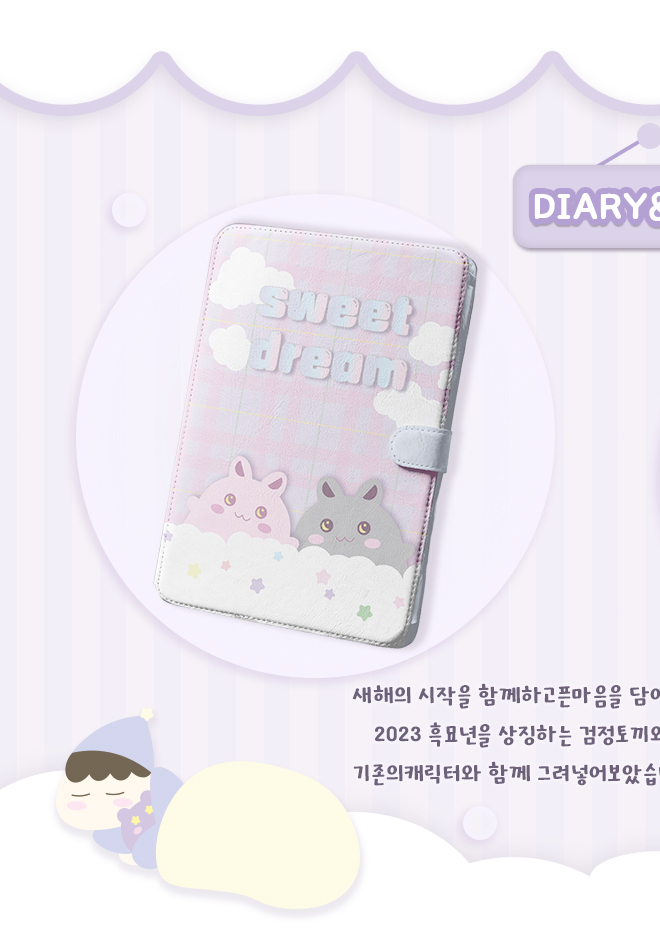 DIARY&
sweet
dream
새해의 시작을 함께하고픈마음을 담
2023 흑묘년을 상징하는 검정토끼와
기존의캐릭터와 함께 그려넣어보았습